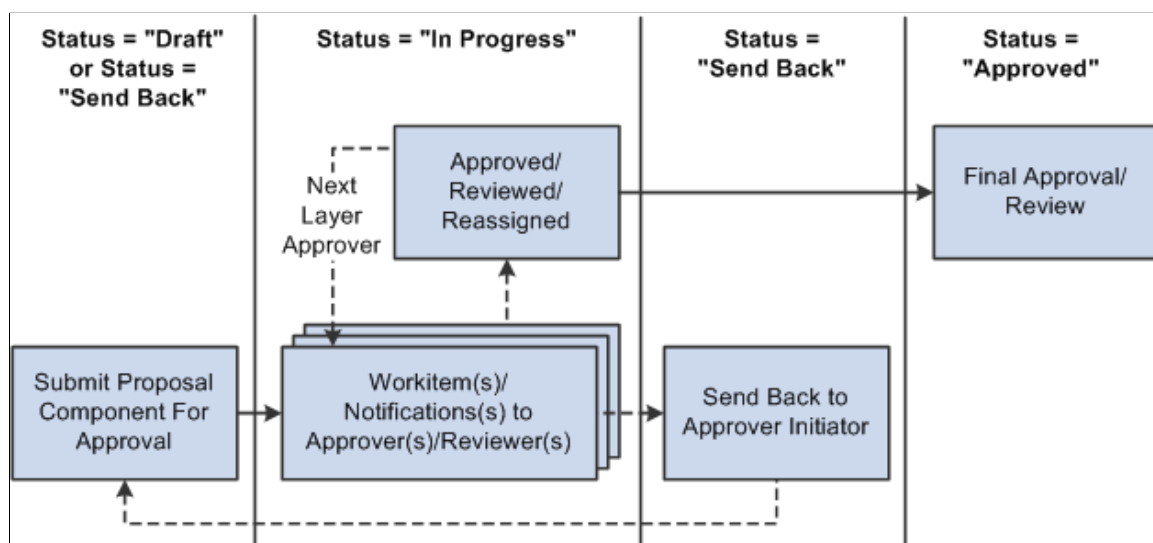 Status = "Draft"
or Status =
"Send Back"
Status = "In Progress"
Status =
"Send Back"
Status =
"Approved"
Approved/
Reviewed/
Reassigned
Next
Layer
Approver
Final Approval/
Review
Submit Proposal
Component For
Approval
Workitem(s)/
Notifications(s) to
Approver(s)/Reviewer(s)
Send Back to
Approver Initiator